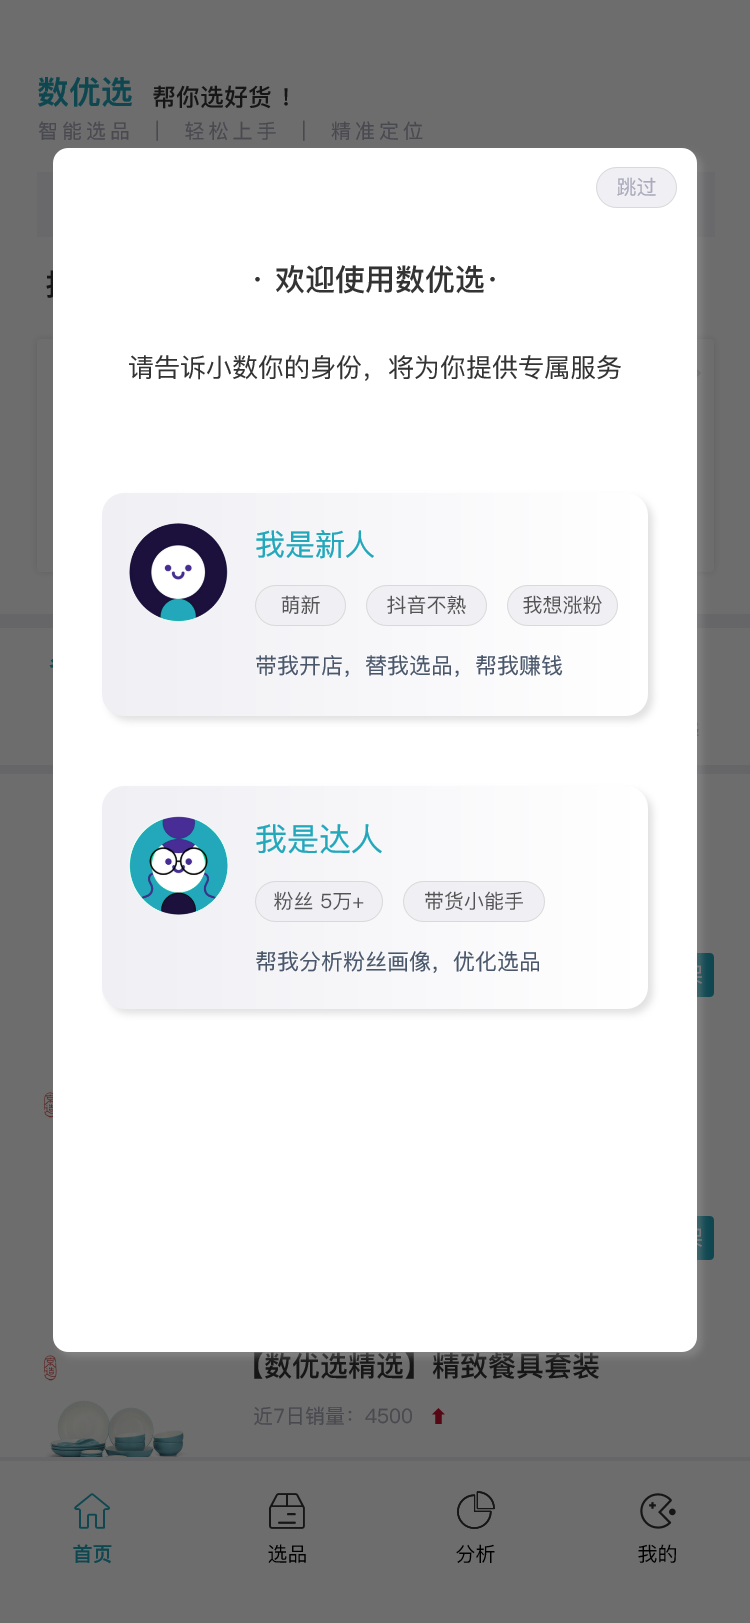 数优选 帮你选好货 !
智能选品 | 轻松上手 | 精准定位
跳过
· 欢迎使用数优选·
请告诉小数你的身份，将为你提供专属服务
我是新人
萌新 抖音不熟 我想涨粉
带我开店，替我选品，帮我赚钱
我是达人
粉丝 5万+ 带货小能手
帮我分析粉丝画像，优化选品
【数优选精选】精致餐具套装
近7日销量：4500
首页 选品 分析 我的